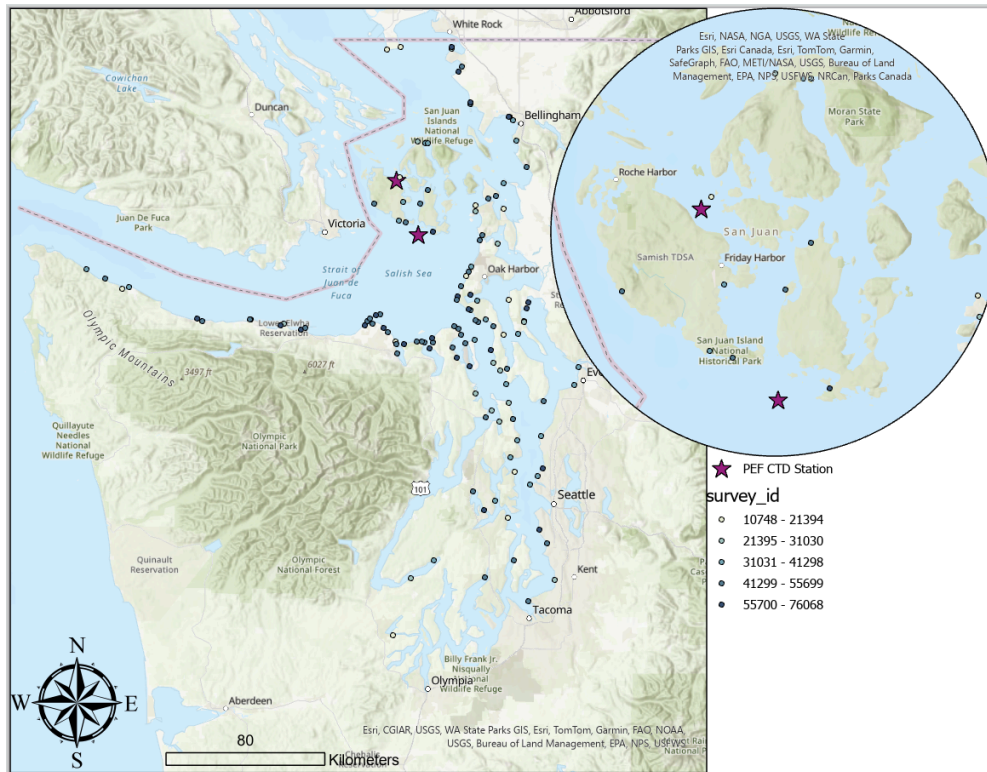 Abbotsford
White Rock
Cowichan
Lake
Duncan
San Juan
Islands
National
Wildlife Refuge
Bellingham
Juan De Fuca
Park
Victoria
Strait of
Juan de
Fuca
Salish Sea
Oak Harbor
Lower Elwha
Reservation
Olympic Mountains
3497 ft
6027 ft
Quillayute
Needles
National
Wildlife Refuge
Olympic
National Park
101
Seattle
Quinault
Reservation
Olympic
National Forest
Kent
Tacoma
Billy Frank Jr.
Nisqually
National
Wildlife Refuge
Olympia
Aberdeen
N
W
E
S
80
Kilometers
Esri, CGIAR, USGS, WA State Parks GIS, Esri, TomTom, Garmin, FAO, NOAA,
USGS, Bureau of Land Management, EPA, NPS, USFWS
Esri, NASA, NGA, USGS, WA State
Parks GIS, Esri Canada, Esri, TomTom, Garmin,
SafeGraph, FAO, METI/NASA, USGS, Bureau of Land
Management, EPA, NPS, USFWS, NRCan, Parks Canada
Moran State
Park
Roche Harbor
San Juan
Samish TDSA
Friday Harbor
San Juan Island
National
Historical Park
PEF CTD Station
survey_id
10748 - 21394
21395 - 31030
31031 - 41298
41299 - 55699
55700 - 76068